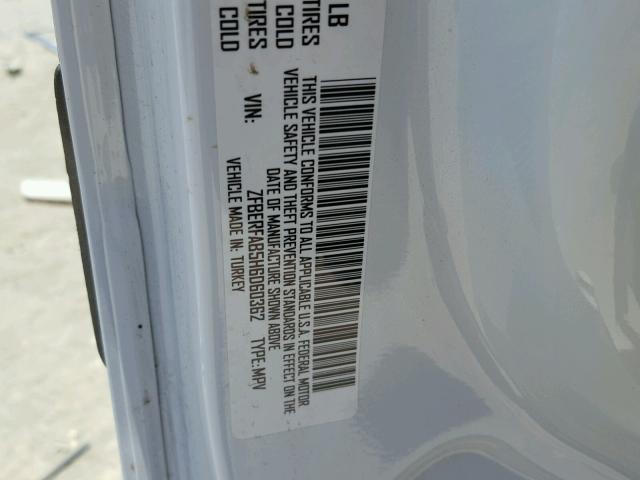 LB
TIRES
COLD
TIRES
COLD
THIS VEHICLE CONFORMS TO ALL APPLICABLE U.S.A. FEDERAL MOTOR
VEHICLE SAFETY AND THEFT PREVENTION STANDARDS IN EFFECT ON THE
DATE OF MANUFACTURE SHOWN ABOVE
VIN: ZFBERFAB5H6G60362 TYPE: MPV
VEHICLE MADE IN: TURKEY